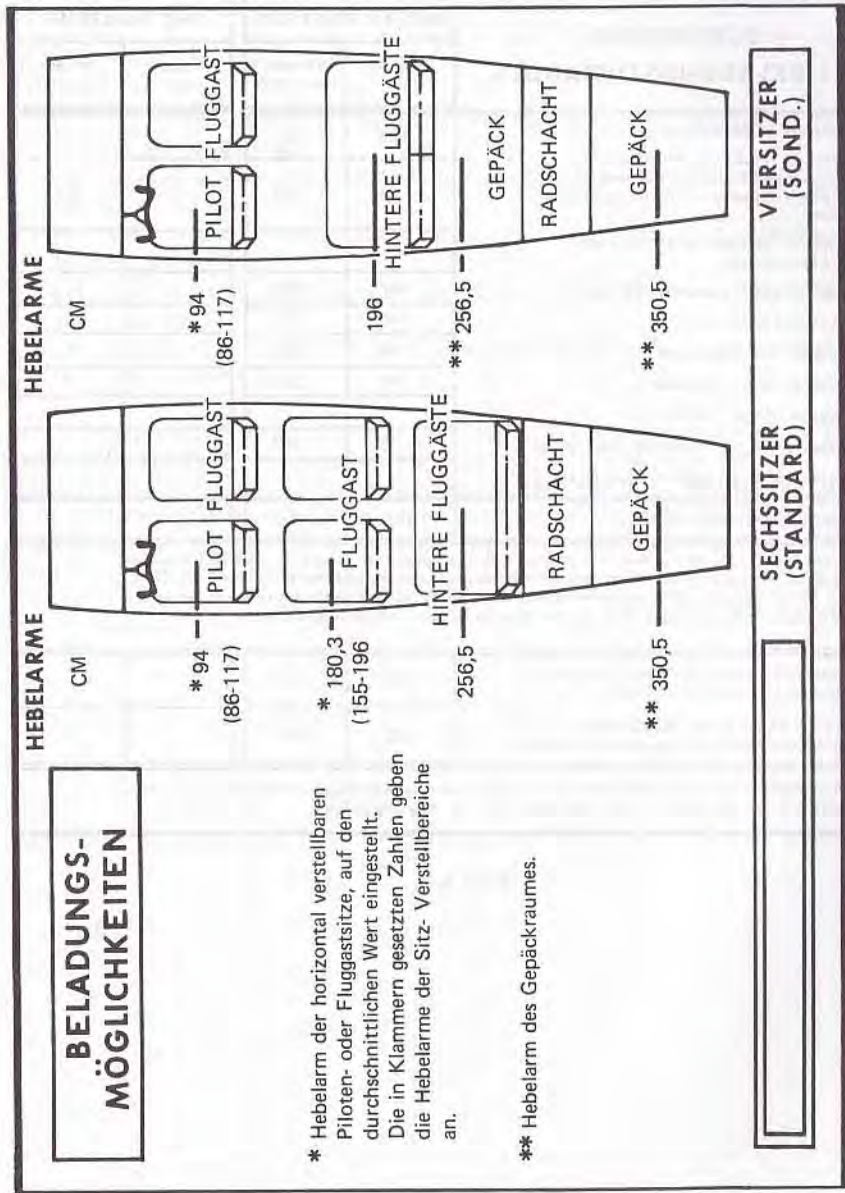 BELADUNGS-
MÖGLICHKEITEN
* Hebelarm der horizontal verstellbaren
Piloten- oder Fluggastsitze, auf den
durchschnittlichen Wert eingestellt.
Die in Klammern gesetzten Zahlen geben
die Hebelarme der Sitz- Verstellbereiche
an.
** Hebelarm des Gepäckraumes.
HEBELARME
CM
*94
(86-117)
* 180,3
(155-196
256,5
** 350,5
PILOT
FLUGGAST
FLUGGAST
HINTERE FLUGGÄSTE
RADSCHACHT
GEPÄCK
SECHSSITZER
(STANDARD)
HEBELARME
CM
*94
(86-117)
196
** 256,5
** 350,5
PILOT
FLUGGAST
HINTERE FLUGGÄSTE
GEPÄCK
RADSCHACHT
GEPÄCK
VIERSITZER
(SOND.)